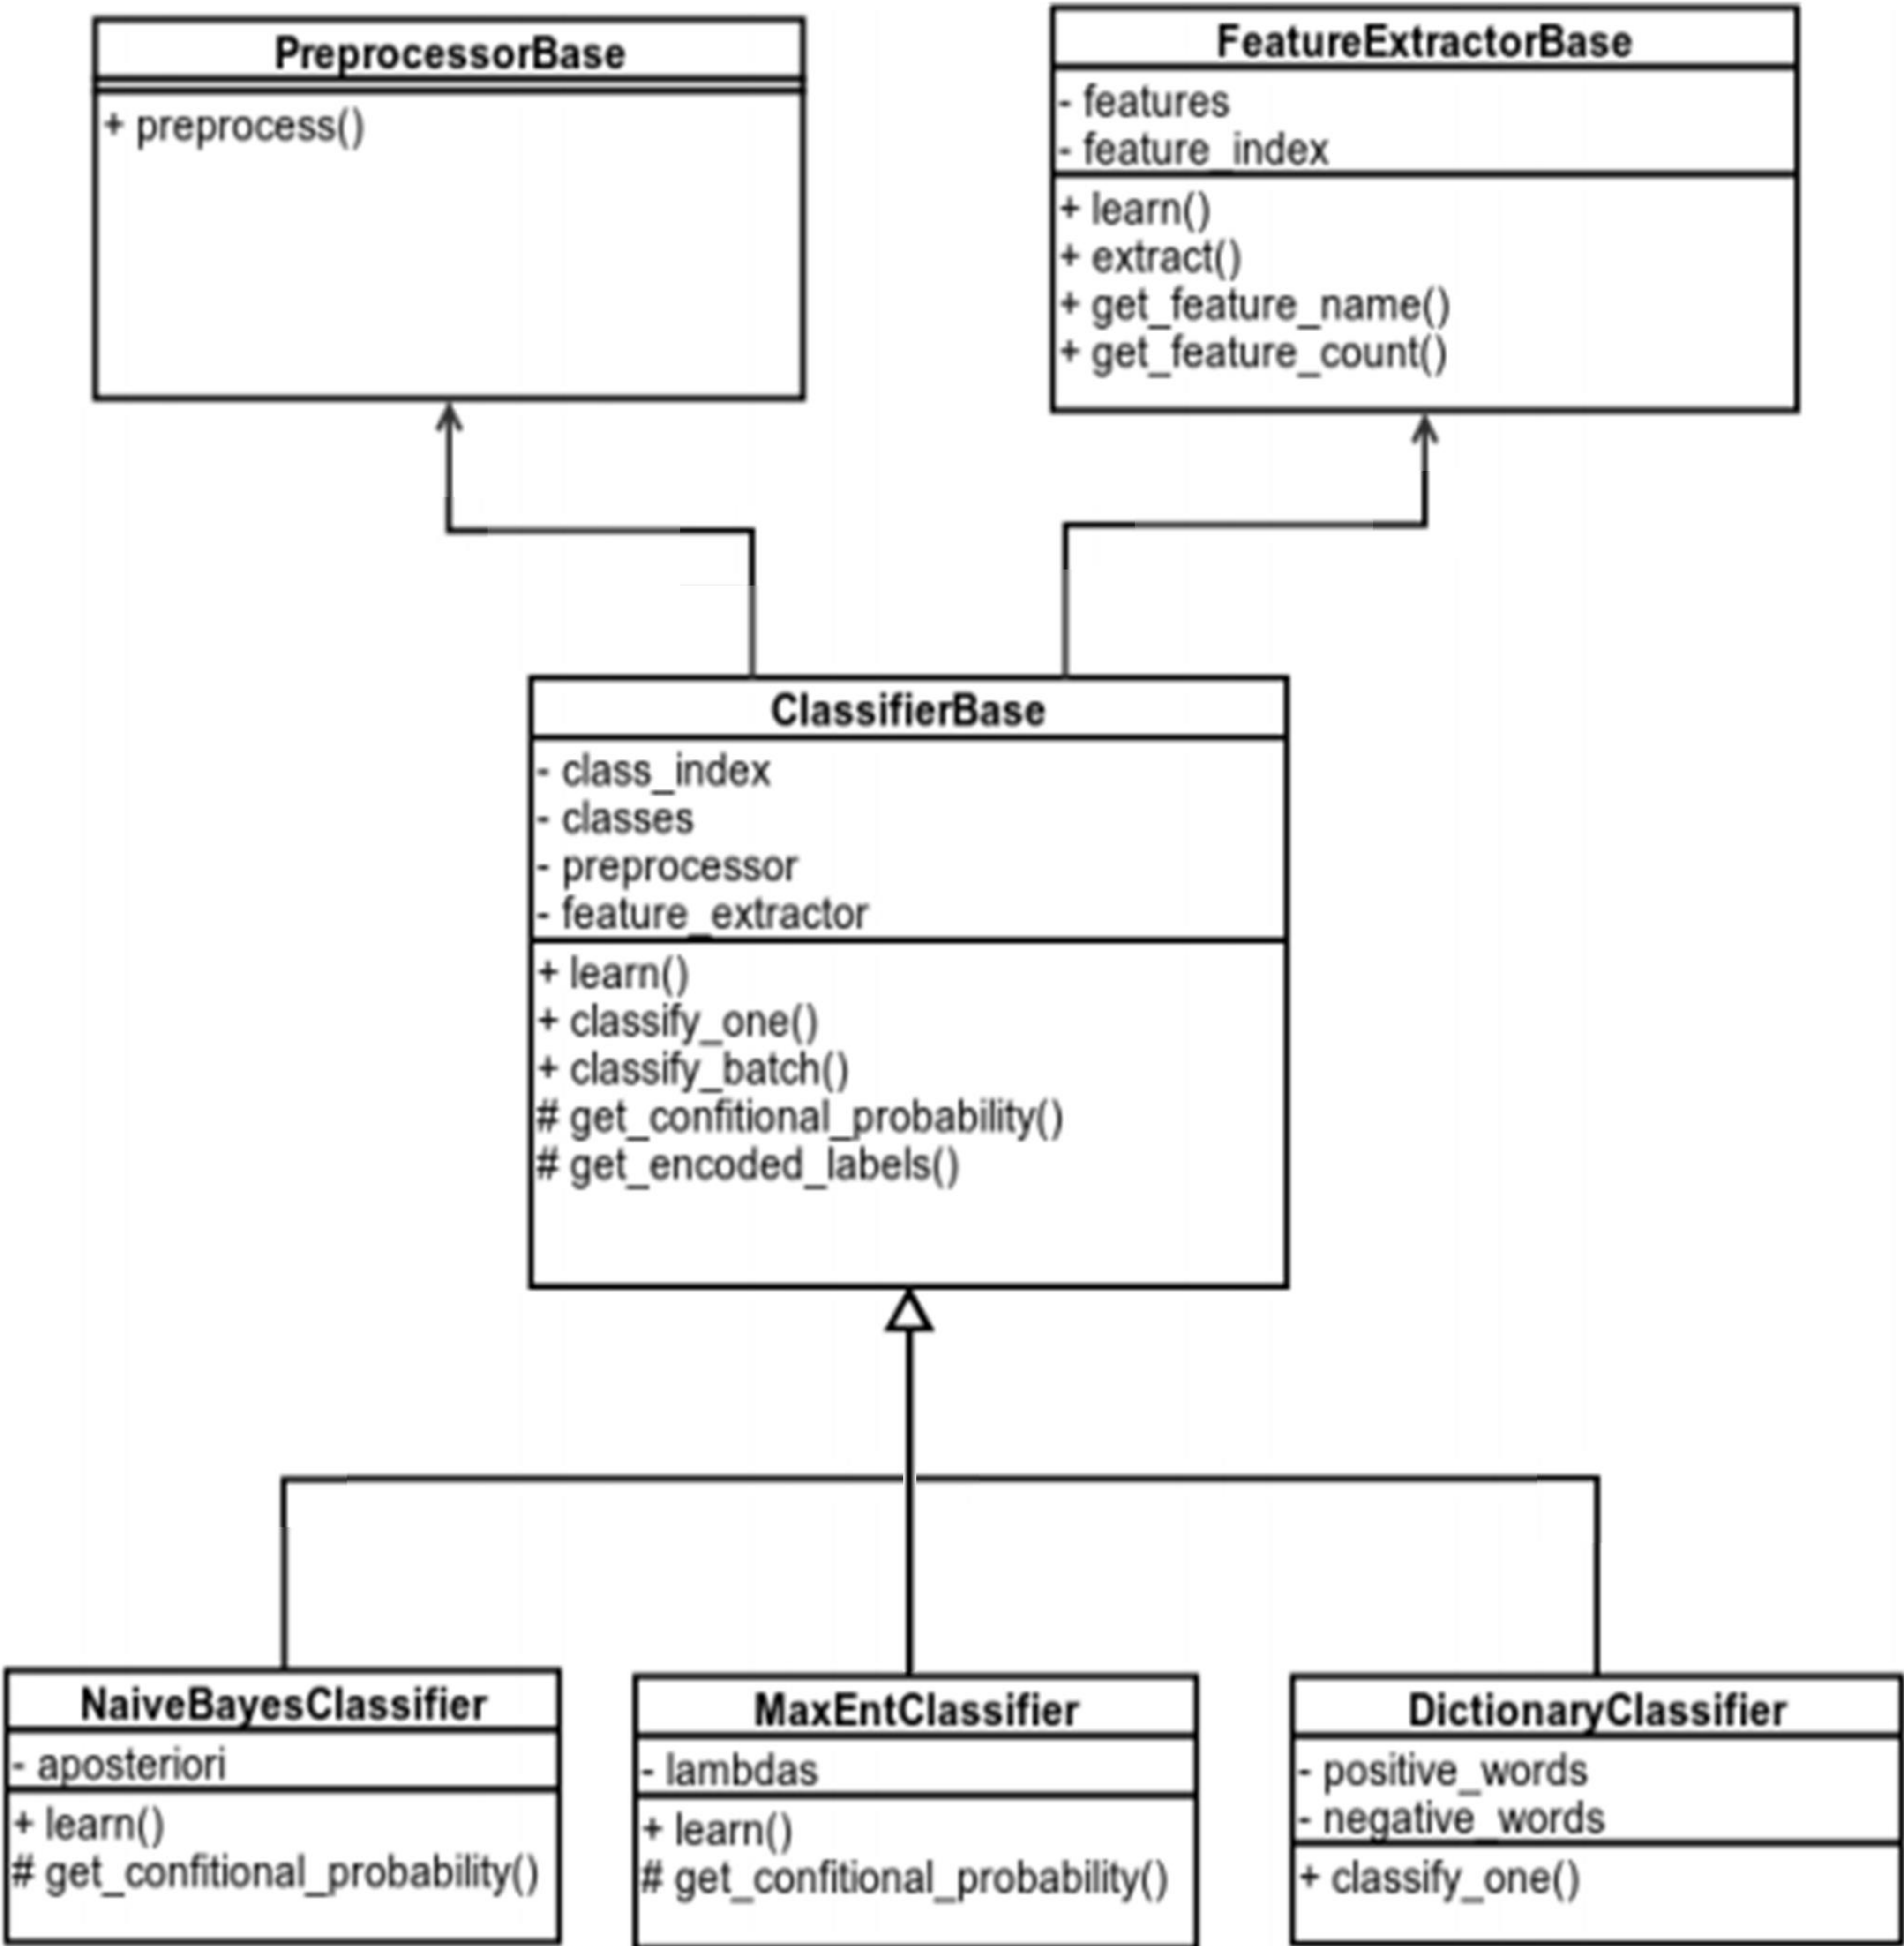 PreprocessorBase
+ preprocess()
FeatureExtractorBase
- features
- feature_index
+ learn()
+ extract()
+ get_feature_name()
+ get_feature_count()
ClassifierBase
- class_index
- classes
- preprocessor
- feature_extractor
+ learn()
+ classify_one()
+ classify_batch()
# get_confitional_probability()
# get_encoded_labels()
NaiveBayesClassifier
- aposteriori
+ learn()
# get_confitional_probability()
MaxEntClassifier
- lambdas
+ learn()
# get_confitional_probability()
DictionaryClassifier
- positive_words
- negative_words
+ classify_one()